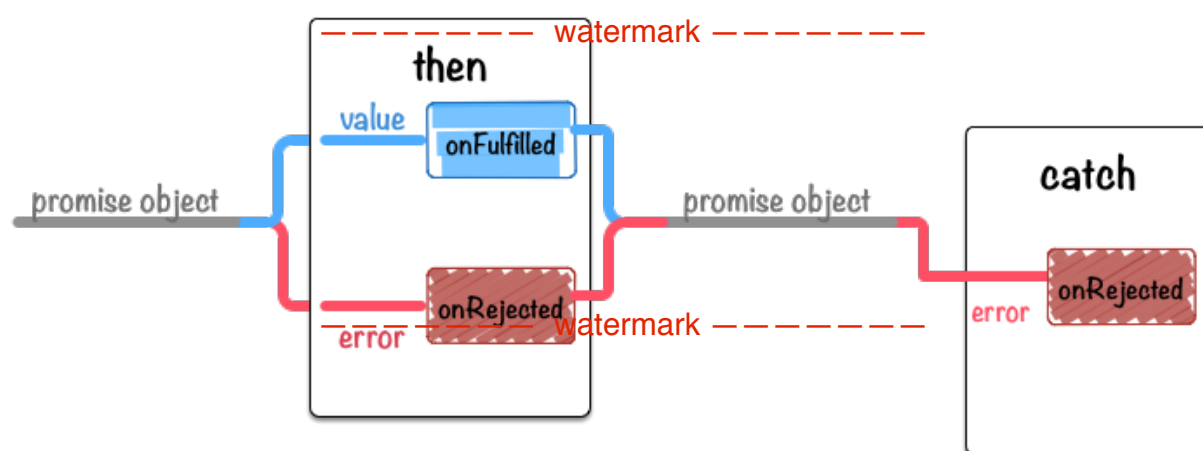 — — — — — — — watermark — — — — — — —
then
value
onFulfilled
promise object
promise object
catch
onRejected
onRejected
error
— — — — — — — watermark — — — — — — —
error